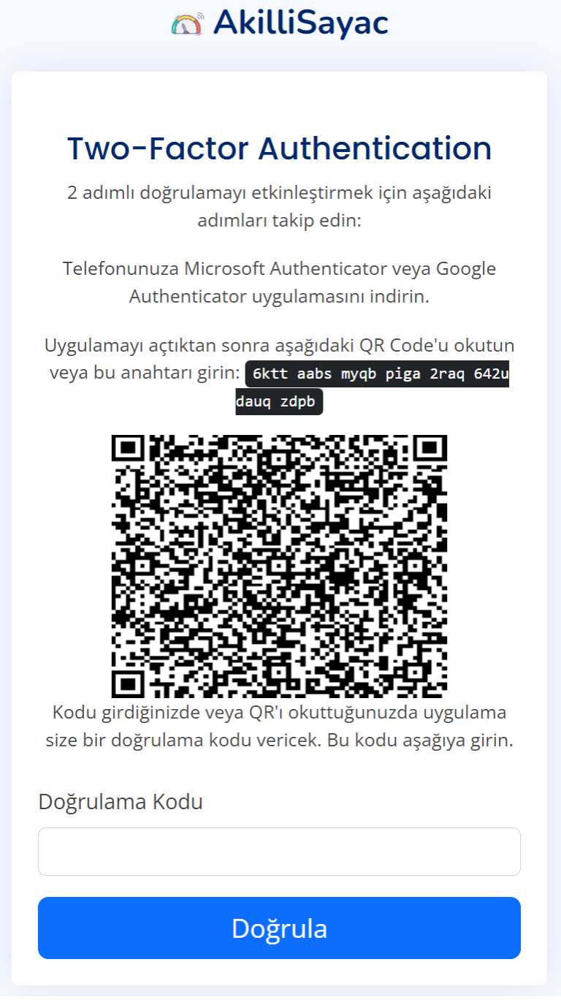 AkilliSayac
Two-Factor Authentication
2 adımlı doğrulamayı etkinleştirmek için aşağıdaki
adımları takip edin:
Telefonunuza Microsoft Authenticator veya Google
Authenticator uygulamasını indirin.
Uygulamayı açtıktan sonra aşağıdaki QR Code'u okutun
veya bu anahtarı girin: 6ktt aabs myqb piga 2raq 642u
dauq zdpb
Kodu girdiğinizde veya QR'ı okuttuğunuzda uygulama
size bir doğrulama kodu vericek. Bu kodu aşağıya girin.
Doğrulama Kodu
Doğrula